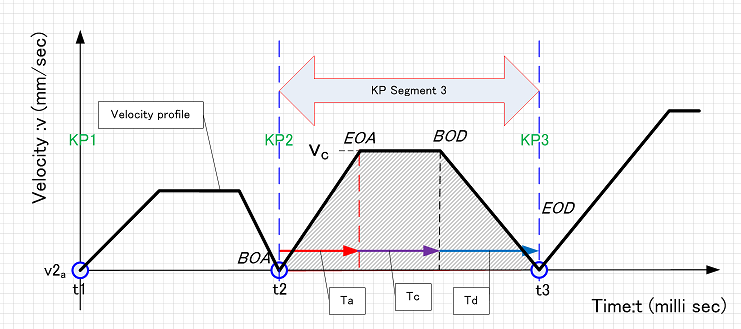 Velocity :v (mm/sec)
KP Segment 3
Velocity profile
KP1
KP2
KP3
EOA
BOD
Vc
EOD
BOA
v2a
t1
t2
t3
Ta
Tc
Td
Time:t (milli sec)